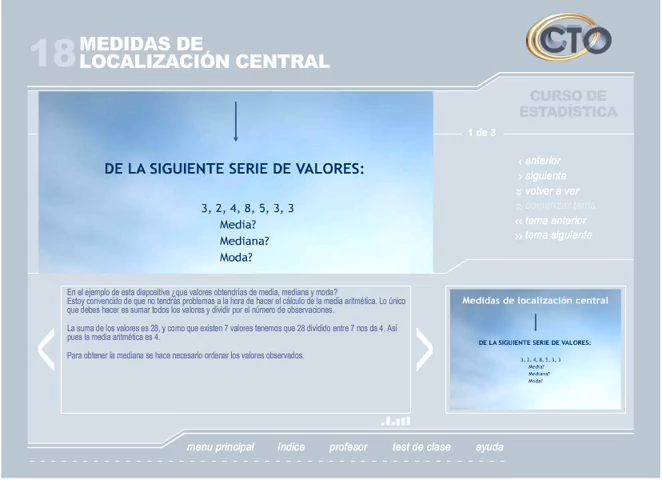 18 MEDIDAS DE
LOCALIZACIÓN CENTRAL
CTO
CURSO DE
ESTADÍSTICA
1 de 3
‹ anterior
› siguiente
volver a ver
comenzar tema
‹‹ tema anterior
›› tema siguiente
DE LA SIGUIENTE SERIE DE VALORES:
3, 2, 4, 8, 5, 3, 3
Media?
Mediana?
Moda?
En el ejemplo de esta diapositiva ¿que valores obtendrías de media, mediana y moda?
Estoy convencido de que no tendrás problemas a la hora de hacer el cálculo de la media aritmética. Lo único
que debes hacer es sumar todos los valores y dividir por el número de observaciones.
La suma de los valores es 28, y como que existen 7 valores tenemos que 28 dividido entre 7 nos da 4. Así
pues la media aritmética es 4.
Para obtener la mediana se hace necesario ordenar los valores observados.
Medidas de localización central
DE LA SIGUIENTE SERIE DE VALORES:
3, 2, 4, 8, 5, 3, 3
Media?
Mediana?
Moda?
menu principal índice profesor test de clase ayuda